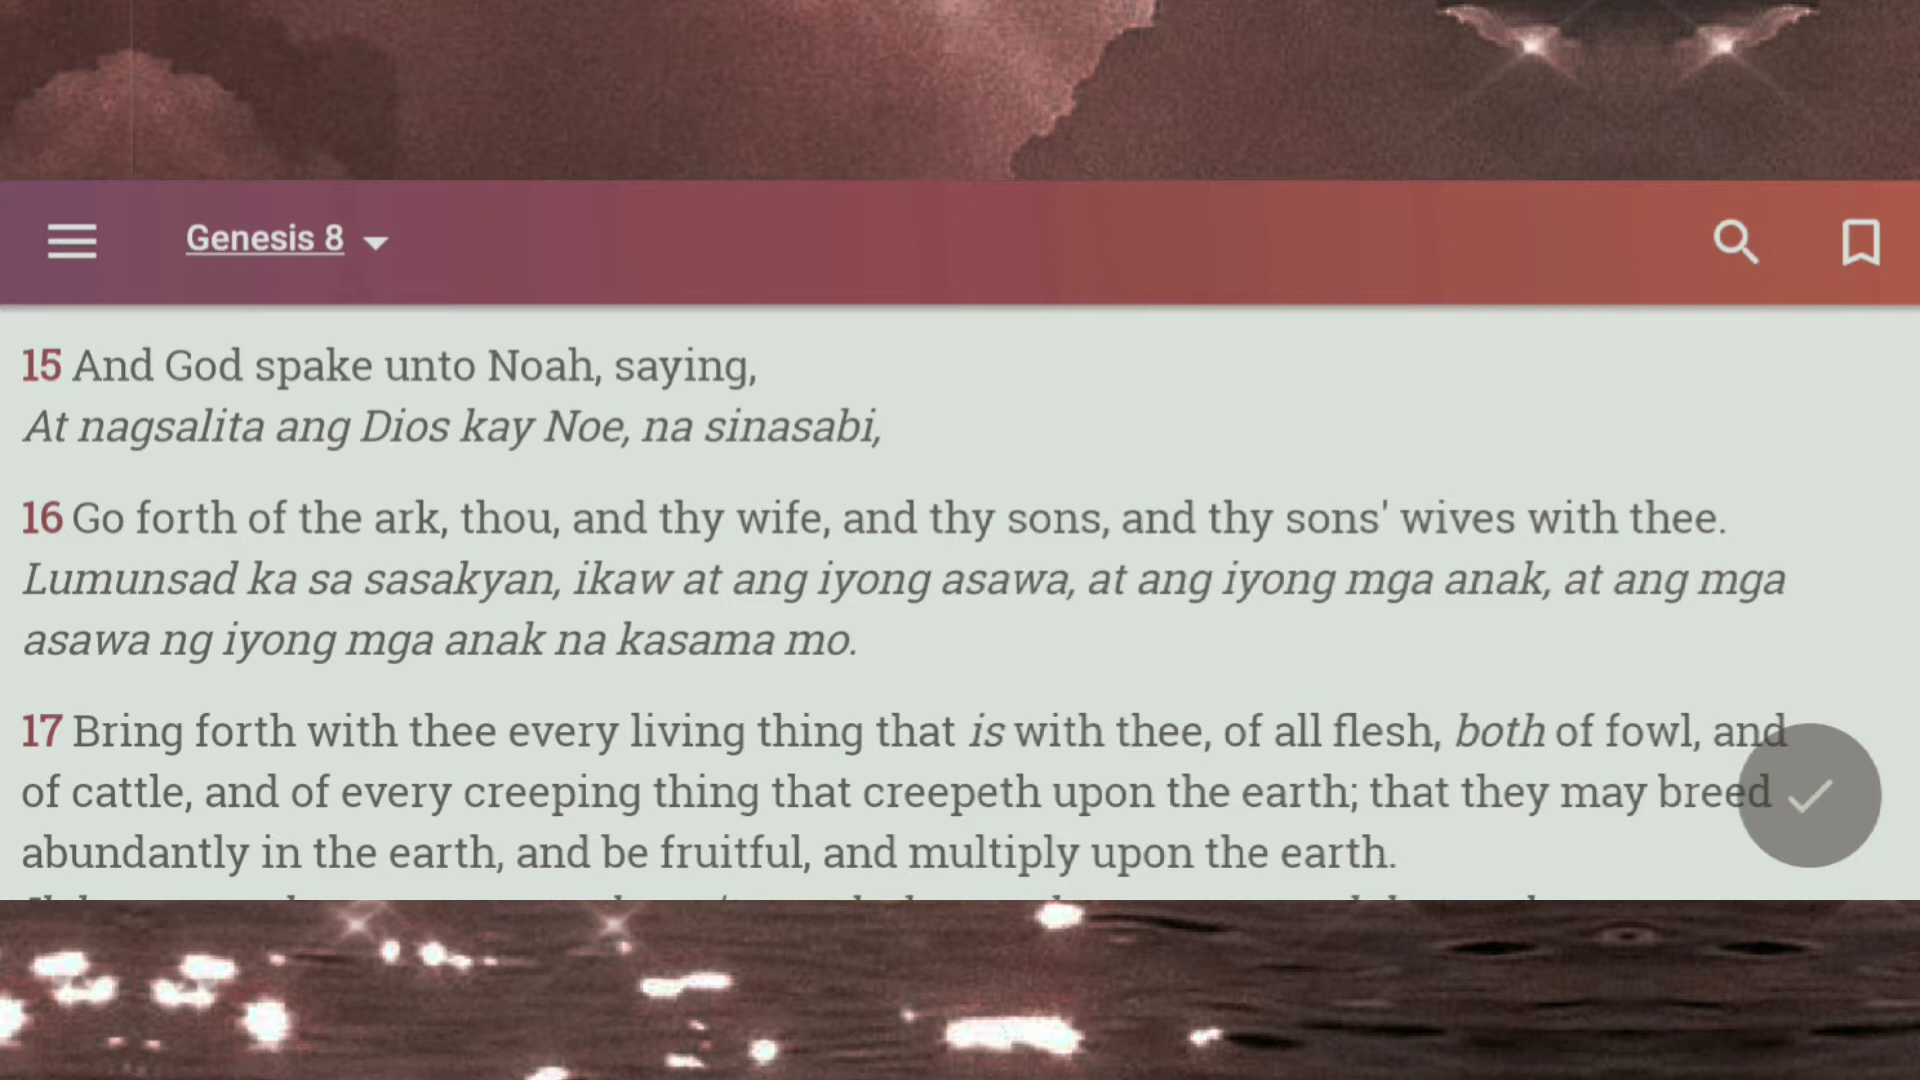 Genesis 8
15 And God spake unto Noah, saying,
At nagsalita ang Dios kay Noe, na sinasabi,
16 Go forth of the ark, thou, and thy wife, and thy sons, and thy sons' wives with thee.
Lumunsad ka sa sasakyan, ikaw at ang iyong asawa, at ang iyong mga anak, at ang mga
asawa ng iyong mga anak na kasama mo.
17 Bring forth with thee every living thing that is with thee, of all flesh, both of fowl, and
of cattle, and of every creeping thing that creepeth upon the earth; that they may breed
abundantly in the earth, and be fruitful, and multiply upon the earth.